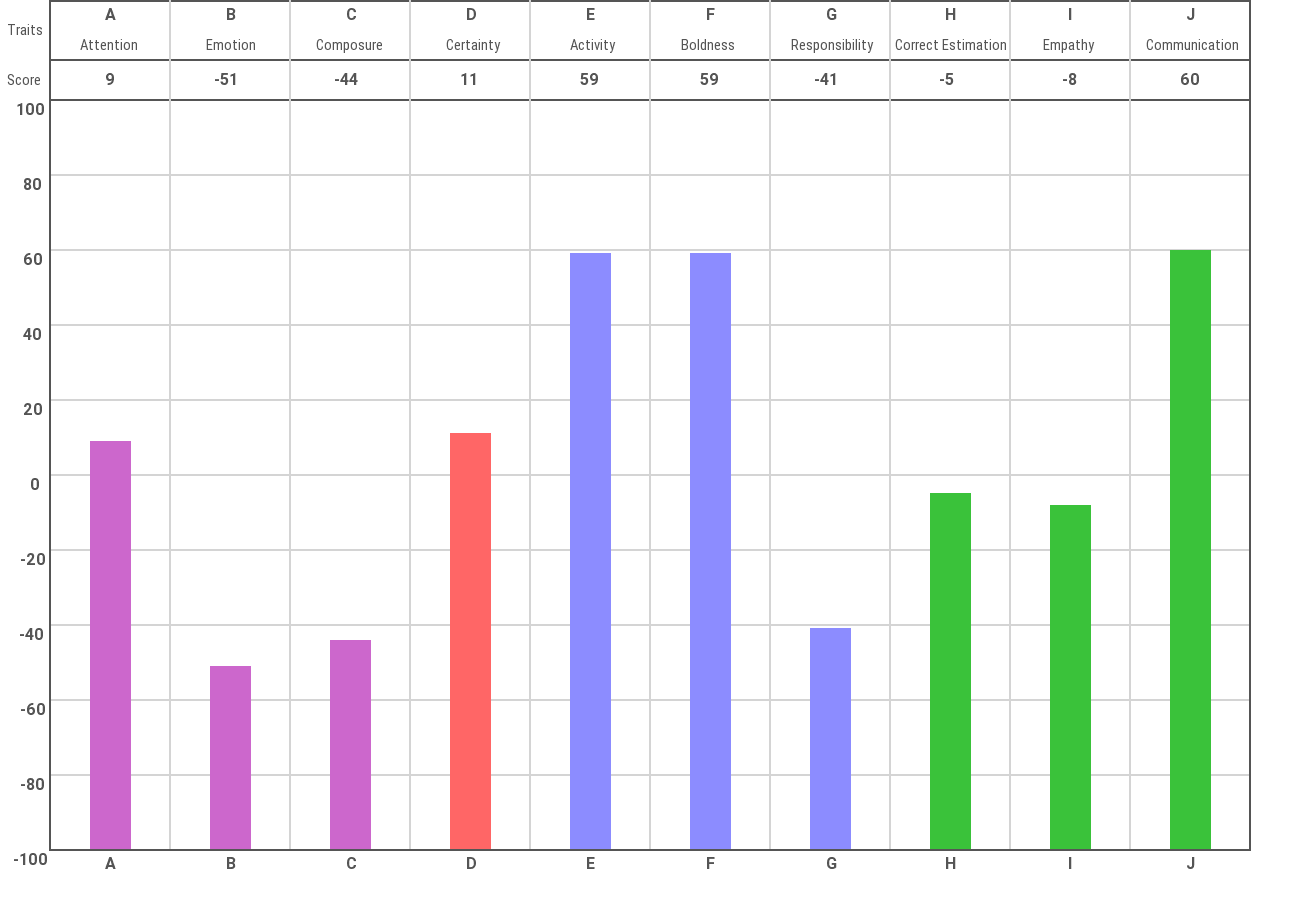 A B C D E F G H I J
Traits
Attention Emotion Composure Certainty Activity Boldness Responsibility Correct Estimation Empathy Communication
Score 9 -51 -44 11 59 59 -41 -5 -8 60
100
80
60
40
20
0
-20
-40
-60
-80
-100
A B C D E F G H I J